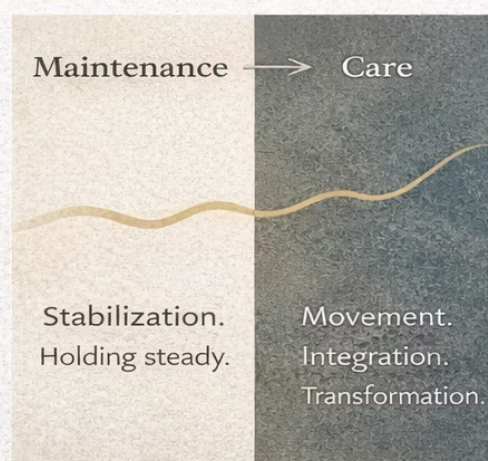 Maintenance → Care
Stabilization.
Holding steady.
Movement.
Integration.
Transformation.